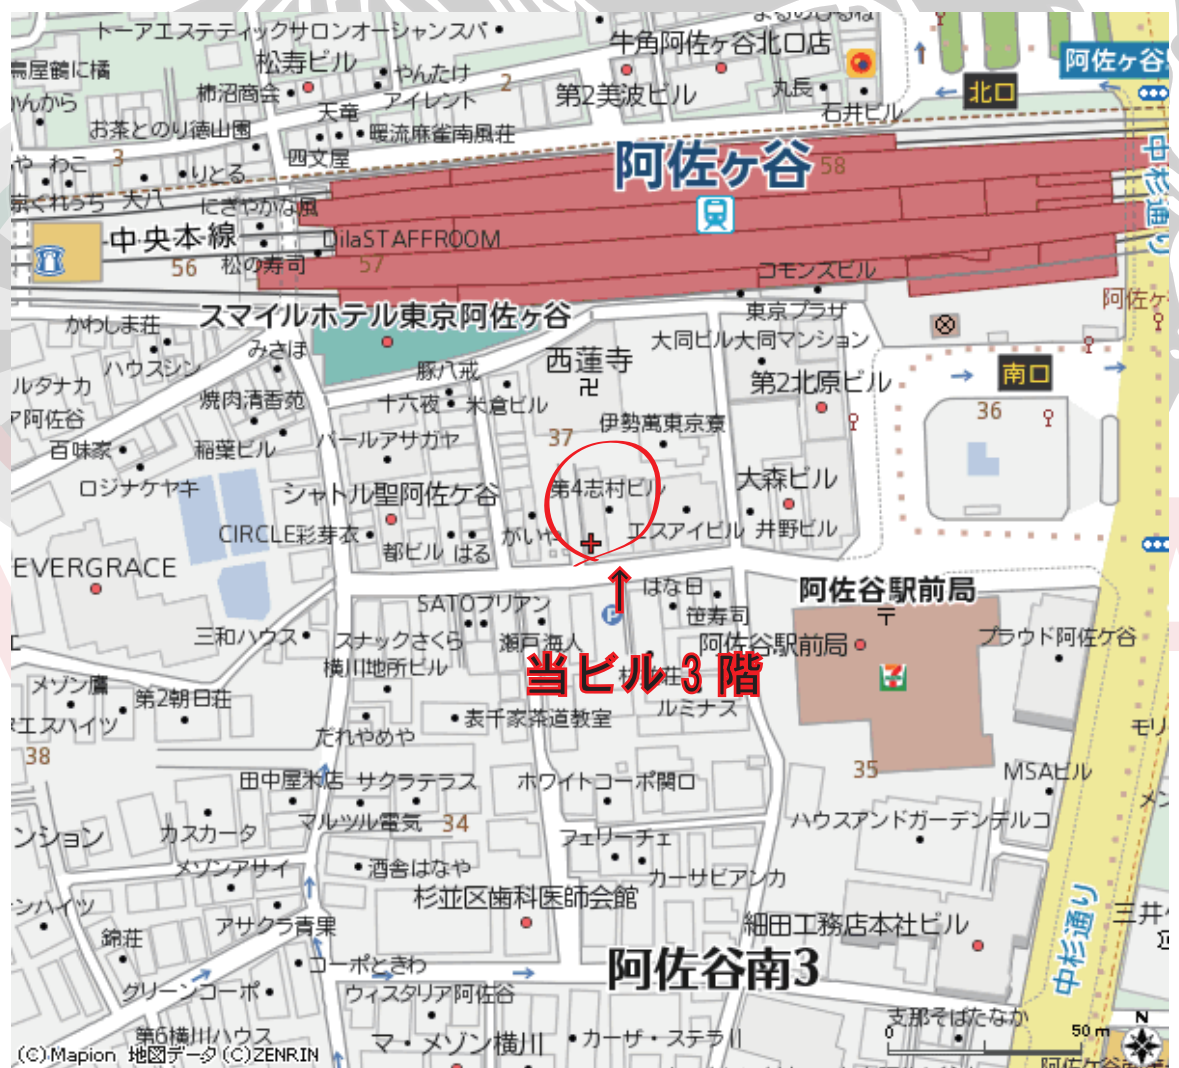 まるのひるね
トーアエステティックサロンオーシャンスパ
牛角阿佐ヶ谷北口店
阿佐ヶ谷
松寿ビル
やんたけ
2
丸長
北口
柿沼商会
アイレント
第2美波ビル
石井ビル
かんから
天竜
お茶とのり徳山園
暖流麻雀南風荘
3
四文屋
わこ
りとる
阿佐ヶ谷
58
中杉通り
大八
にぎやかな風
中央本線
DilaSTAFFROOM
56
松の寿司
57
コモンズビル
かわしま荘
スマイルホテル東京阿佐ヶ谷
東京プラザ
みさほ
大同ビル
大同マンション
ハウスシン
西蓮寺
卍
南口
ルタナカ
豚八戒
第2北原ビル
焼肉清香苑
十六夜
米倉ビル
36
ア阿佐谷
伊勢萬東京寮
百味家
稲葉ビル
バールアサガヤ
37
ロジナケヤキ
シャトル聖阿佐ケ谷
第4志村ビル
大森ビル
CIRCLE彩芽衣
都ビル
はる
がいや
エスアイビル
井野ビル
EVERGRACE
はな日
阿佐谷駅前局
〒
SATOブリアン
P
笹寿司
三和ハウス
スナックさくら
瀬戸海人
阿佐谷駅前局
プラウド阿佐ケ谷
横川地所ビル
当ビル3階
メゾン鷹
第2朝日荘
表千家茶道教室
ルミナス
エスハイツ
だれやめや
38
田中屋米店
サクラテラス
ホワイトコーポ関口
35
MSAビル
カスカータ
マルツル電気
34
ハウスアンドガーデンデルコ
ンション
フェリーチェ
メゾンアサイ
酒舎はなや
カーサビアンカ
杉並区歯科医師会館
ンハイツ
アサクラ青果
細田工務店本社ビル
中杉通り
錦荘
コーポときわ
阿佐谷南3
グリーンコーポ
ウィスタリア阿佐谷
支那そばたなか
第6横川ハウス
マ・メゾン横川
カーザ・ステラII
0
50m
N
(C)Mapion 地図データ(C)ZENRIN